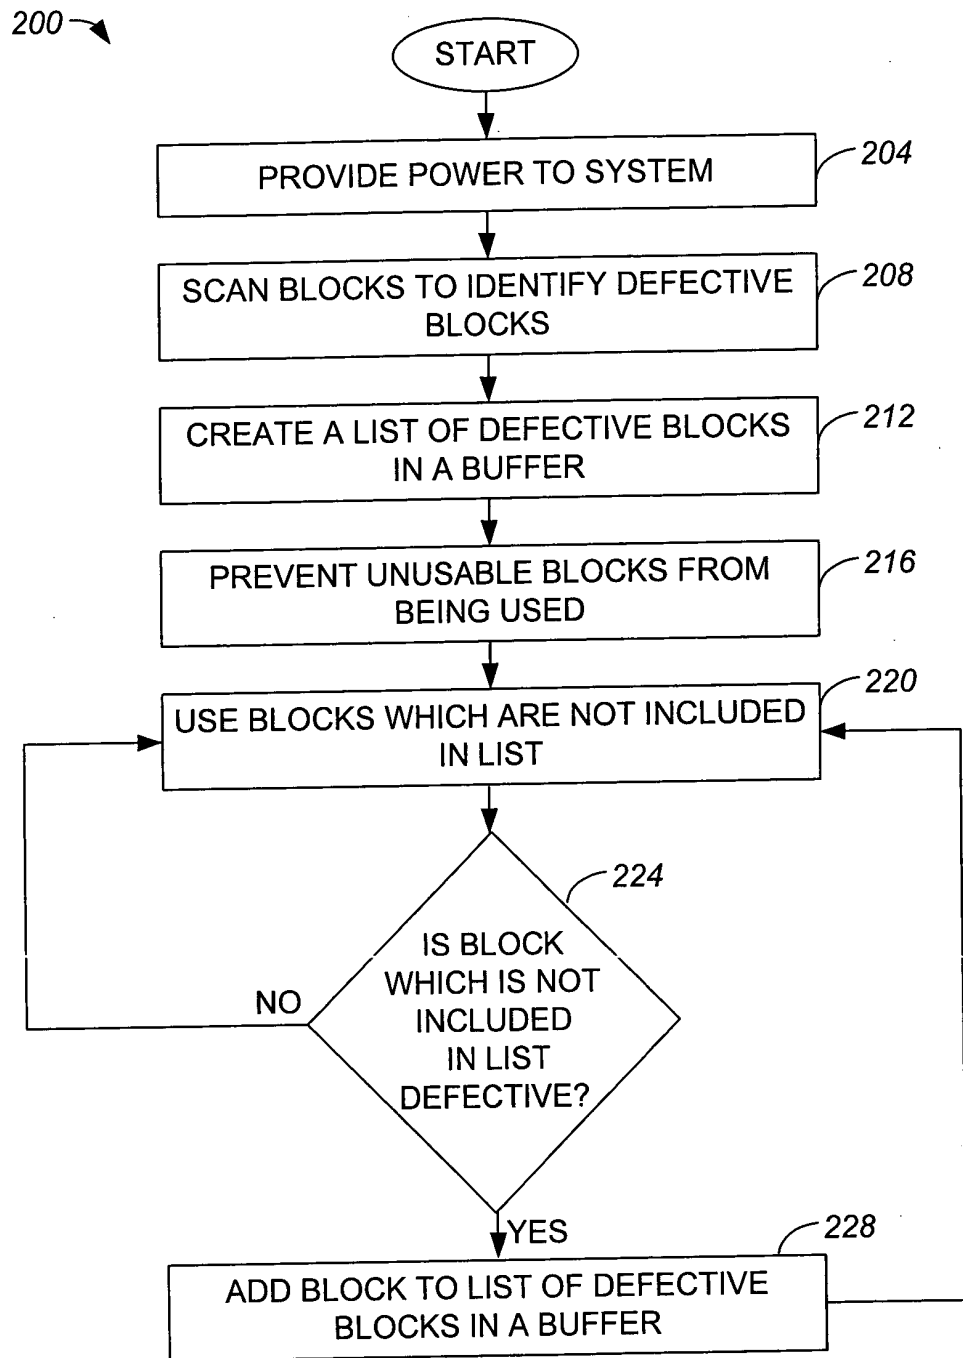 200
START
PROVIDE POWER TO SYSTEM
204
SCAN BLOCKS TO IDENTIFY DEFECTIVE
BLOCKS
208
CREATE A LIST OF DEFECTIVE BLOCKS
IN A BUFFER
212
PREVENT UNUSABLE BLOCKS FROM
BEING USED
216
USE BLOCKS WHICH ARE NOT INCLUDED
IN LIST
220
224
IS BLOCK
WHICH IS NOT
INCLUDED
IN LIST
DEFECTIVE?
NO
YES
228
ADD BLOCK TO LIST OF DEFECTIVE
BLOCKS IN A BUFFER